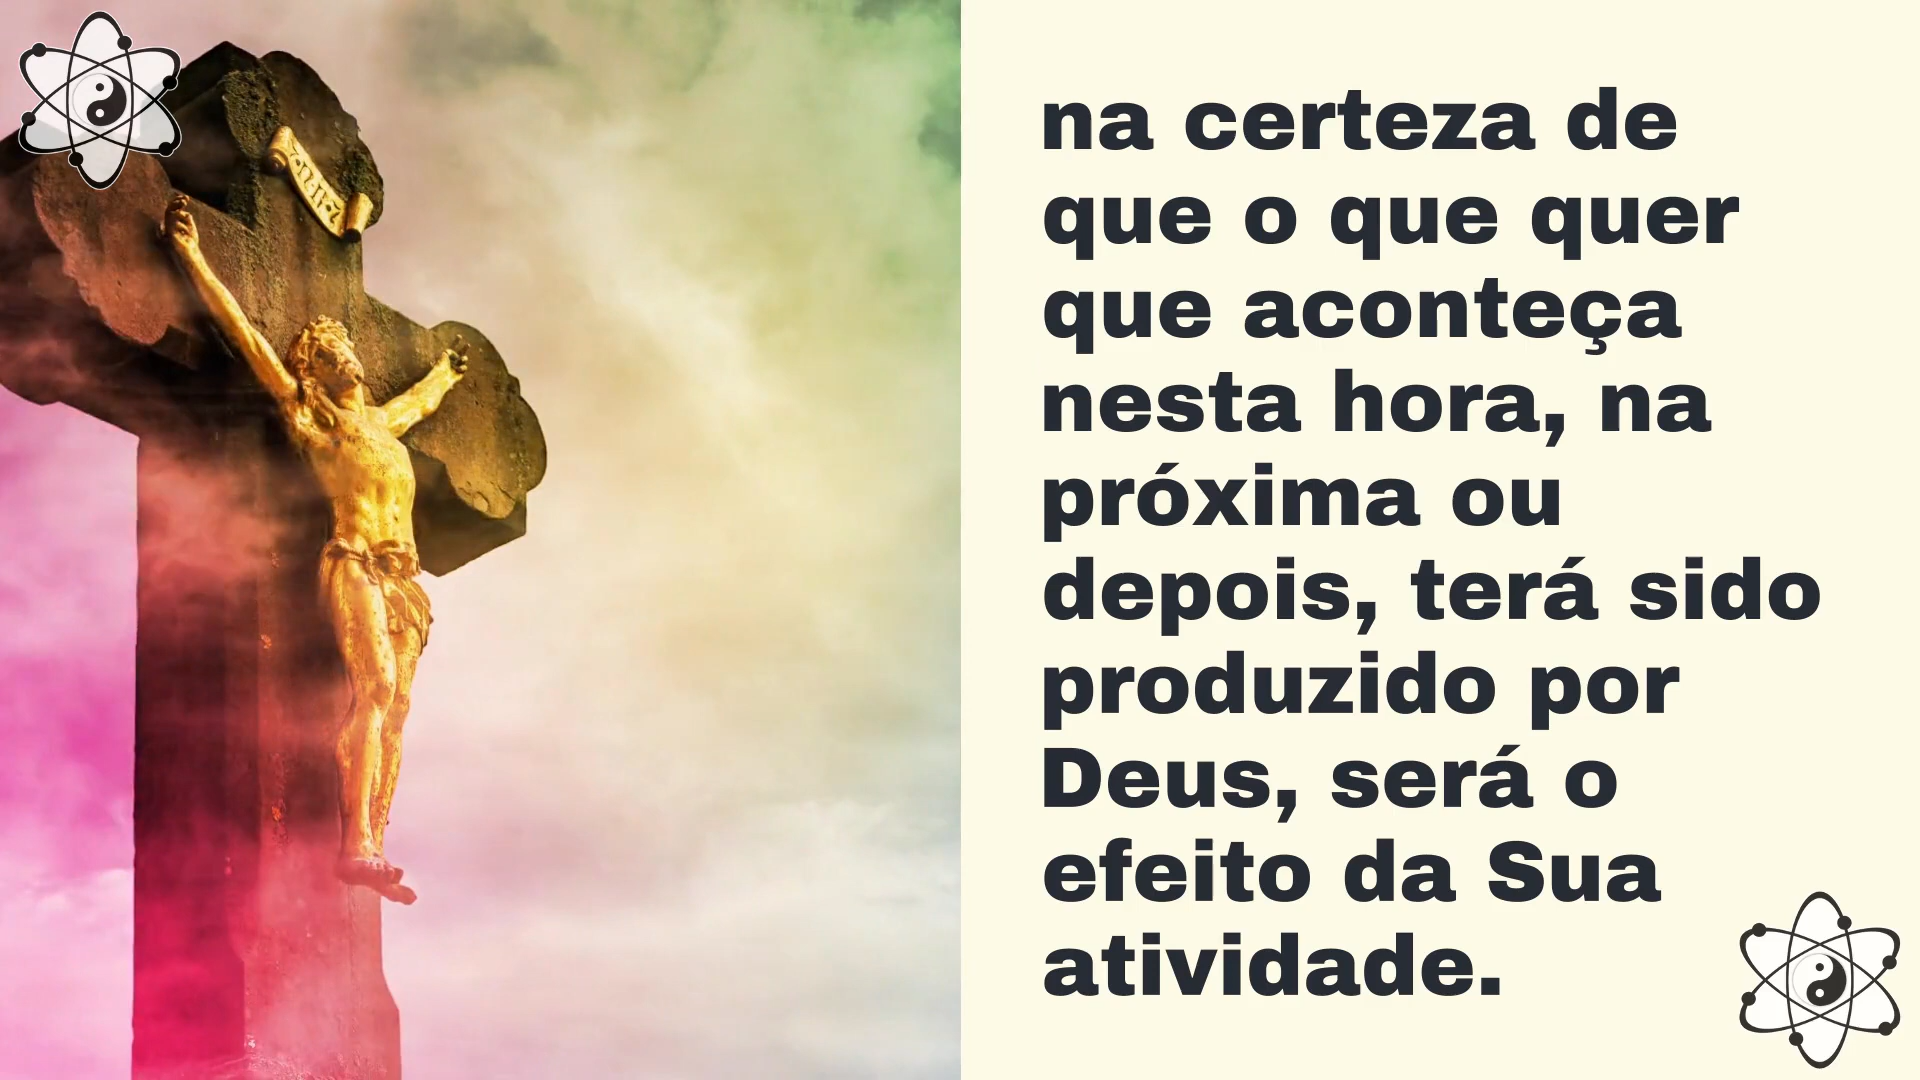 na certeza de
que o que quer
que aconteça
nesta hora, na
próxima ou
depois, terá sido
produzido por
Deus, será o
efeito da Sua
atividade.